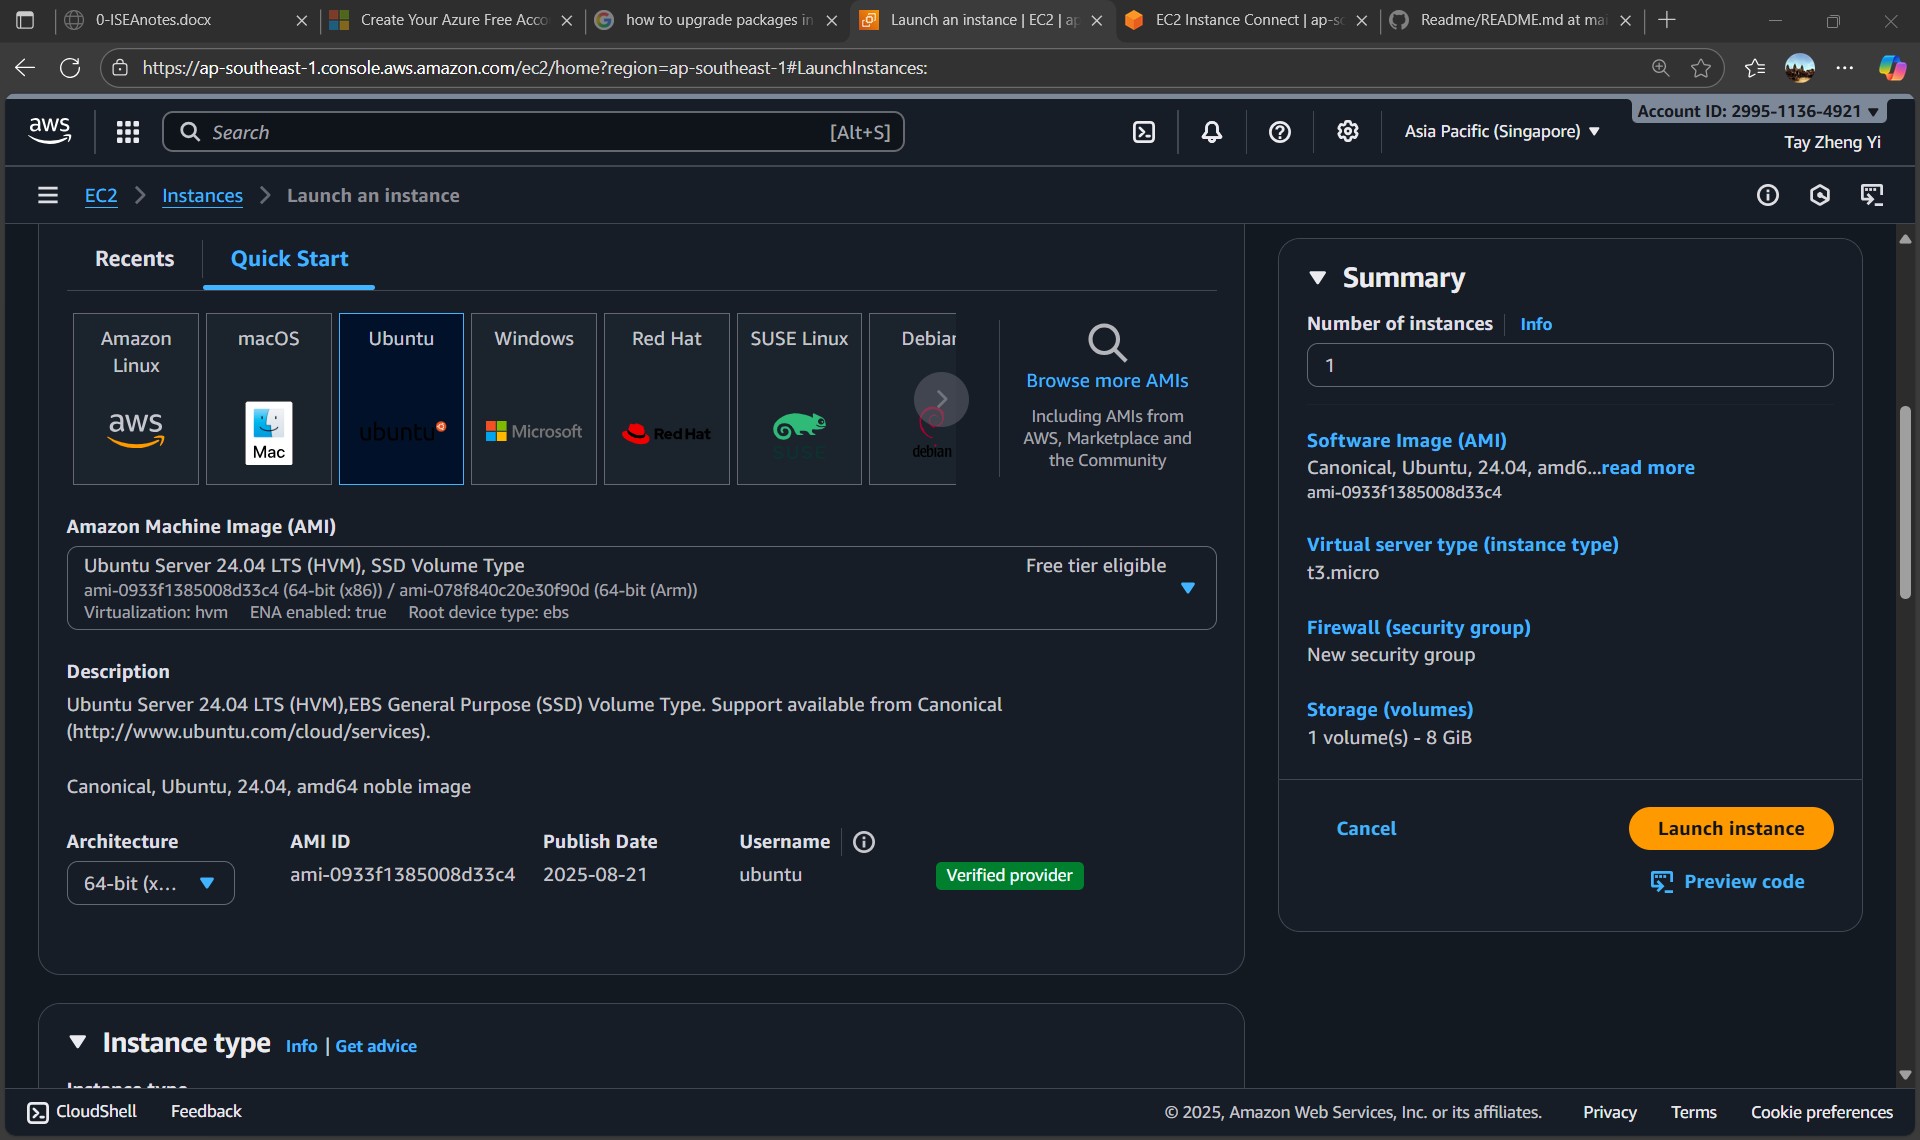 0-ISEAnotes.docx
Create Your Azure Free Acco
how to upgrade packages in
Launch an instance | EC2 | ap
EC2 Instance Connect | ap-s
Readme/README.md at ma
https://ap-southeast-1.console.aws.amazon.com/ec2/home?region=ap-southeast-1#LaunchInstances:
aws
Search
[Alt+S]
Asia Pacific (Singapore)
Account ID: 2995-1136-4921
Tay Zheng Yi
EC2
Instances
Launch an instance
Recents
Quick Start
Amazon Linux
aws
macOS
Mac
Ubuntu
ubuntu
Windows
Microsoft
Red Hat
Red Hat
SUSE Linux
SUSE
Debian
debian
Browse more AMIs
Including AMIs from
AWS, Marketplace and
the Community
Amazon Machine Image (AMI)
Ubuntu Server 24.04 LTS (HVM), SSD Volume Type
Free tier eligible
ami-0933f1385008d33c4 (64-bit (x86)) / ami-078f840c20e30f90d (64-bit (Arm))
Virtualization: hvm ENA enabled: true Root device type: ebs
Description
Ubuntu Server 24.04 LTS (HVM),EBS General Purpose (SSD) Volume Type. Support available from Canonical
(http://www.ubuntu.com/cloud/services).
Canonical, Ubuntu, 24.04, amd64 noble image
Architecture
AMI ID
Publish Date
Username
64-bit (x...
ami-0933f1385008d33c4
2025-08-21
ubuntu
Verified provider
Instance type
Info | Get advice
Instance type
Summary
Number of instances
Info
1
Software Image (AMI)
Canonical, Ubuntu, 24.04, amd6...read more
ami-0933f1385008d33c4
Virtual server type (instance type)
t3.micro
Firewall (security group)
New security group
Storage (volumes)
1 volume(s) - 8 GiB
Cancel
Launch instance
Preview code
CloudShell
Feedback
© 2025, Amazon Web Services, Inc. or its affiliates.
Privacy
Terms
Cookie preferences